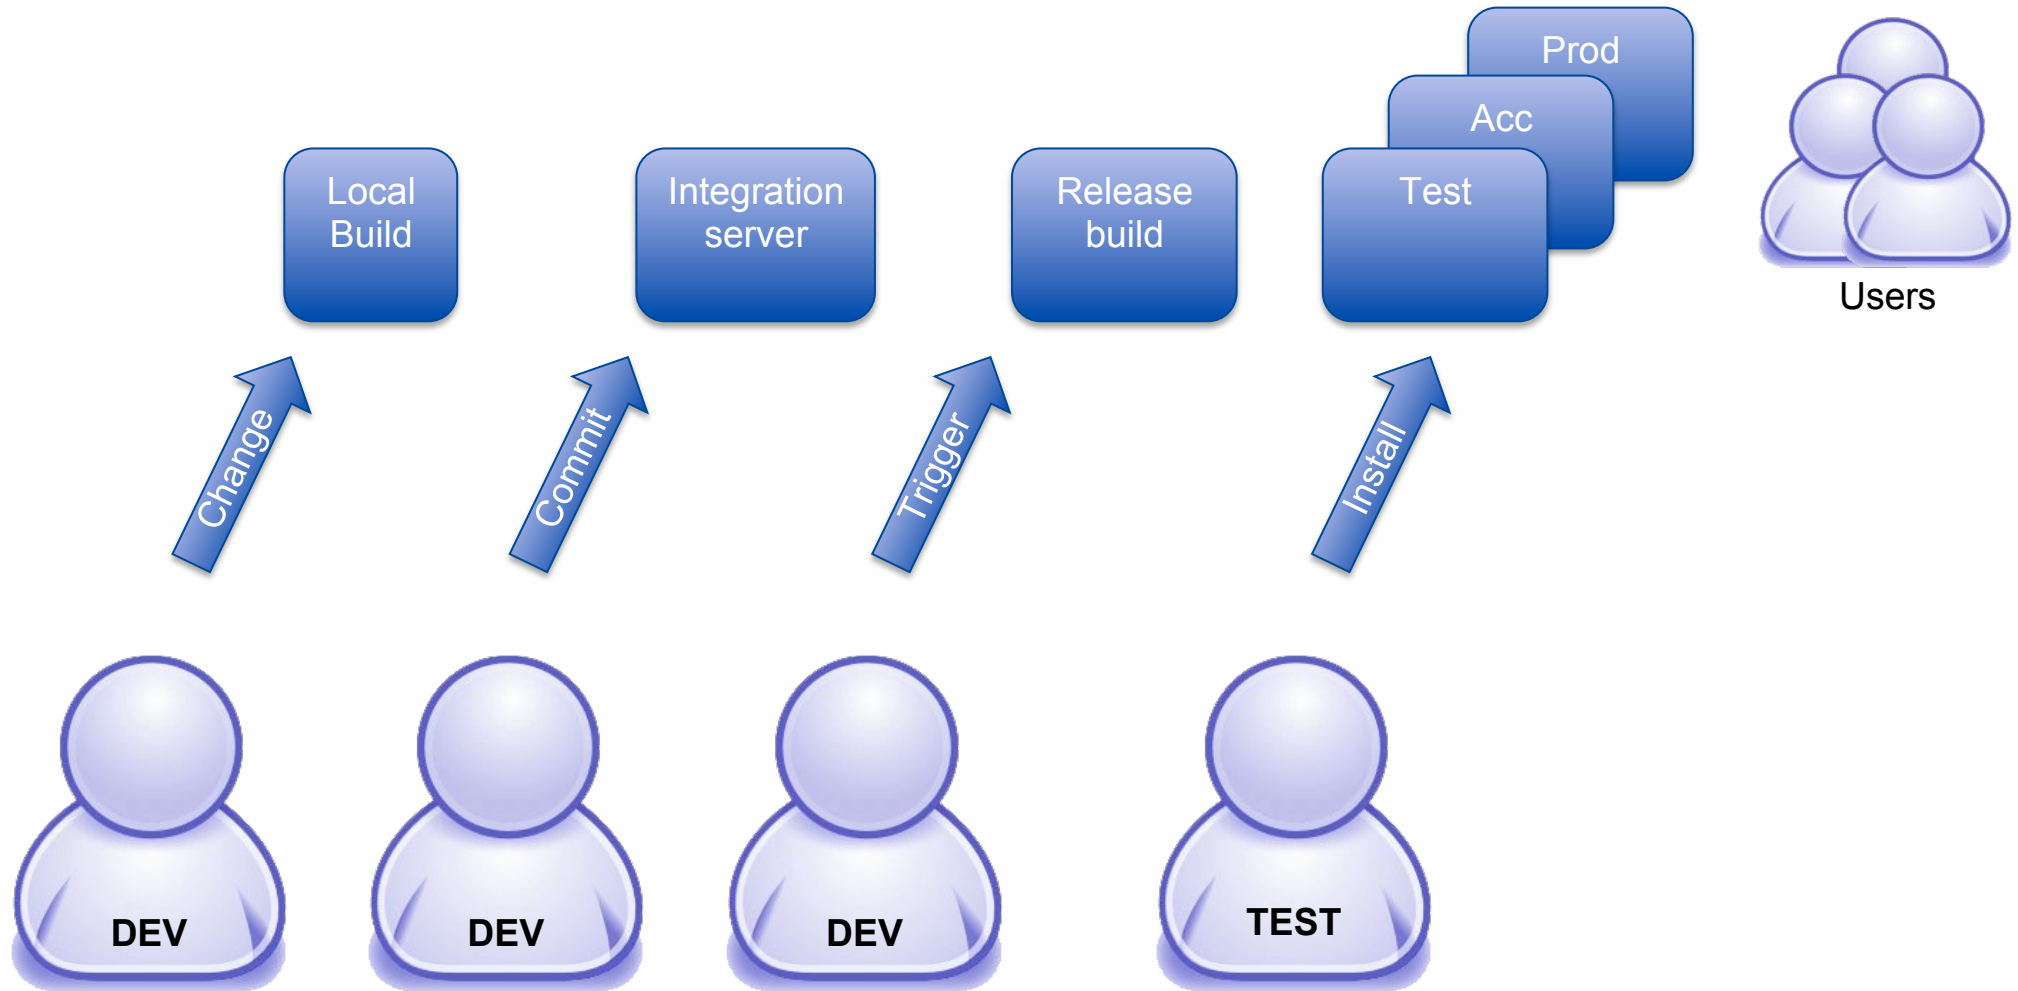 Prod
Acc
Local
Build
Integration
server
Release
build
Test
Users
Change
Commit
Trigger
Install
DEV
DEV
DEV
TEST